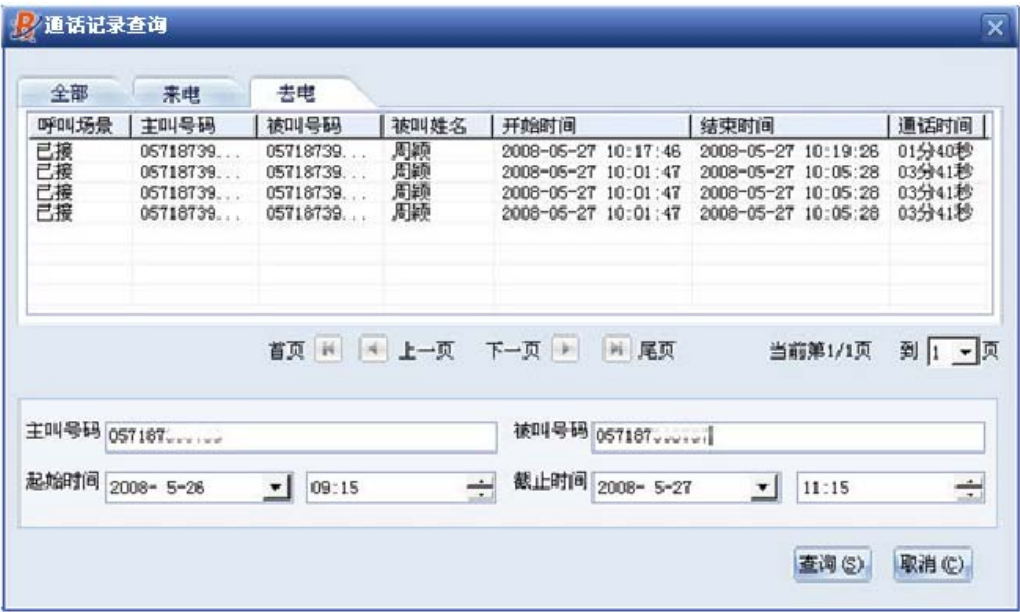 通话记录查询
全部 来电 去电
呼叫场景 主叫号码 被叫号码 被叫姓名 开始时间 结束时间 通话时间
已接 05718739... 05718739... 周颖 2008-05-27 10:17:46 2008-05-27 10:19:26 01分40秒
已接 05718739... 05718739... 周颖 2008-05-27 10:01:47 2008-05-27 10:05:28 03分41秒
已接 05718739... 05718739... 周颖 2008-05-27 10:01:47 2008-05-27 10:05:28 03分41秒
已接 05718739... 05718739... 周颖 2008-05-27 10:01:47 2008-05-27 10:05:28 03分41秒
首页 上一页 下一页 尾页 当前第1/1页 到 1 页
主叫号码 057187 被叫号码 057187
起始时间 2008- 5-26 09:15 截止时间 2008- 5-27 11:15
查询(S) 取消(C)